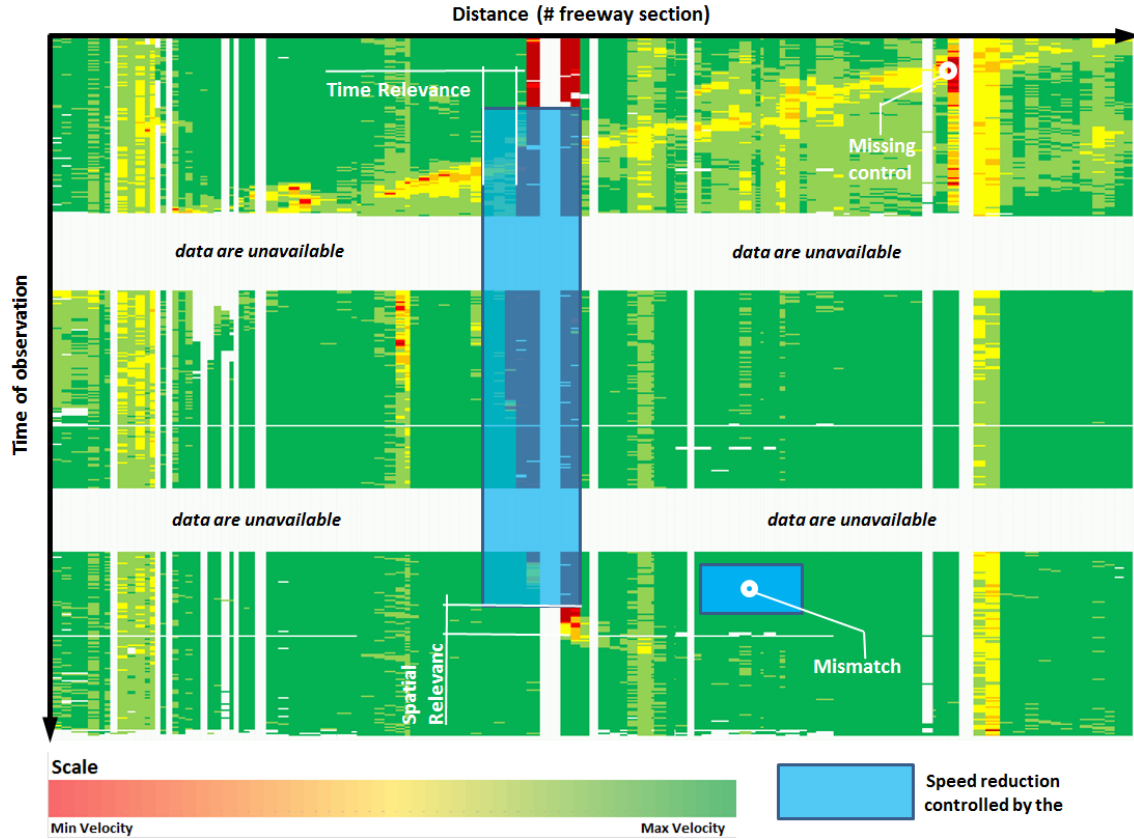 Distance (# freeway section)
Time Relevance
Missing
control
data are unavailable
data are unavailable
Time of observation
data are unavailable
data are unavailable
Mismatch
Spatial
Relevanc
Scale
Min Velocity
Max Velocity
Speed reduction
controlled by the